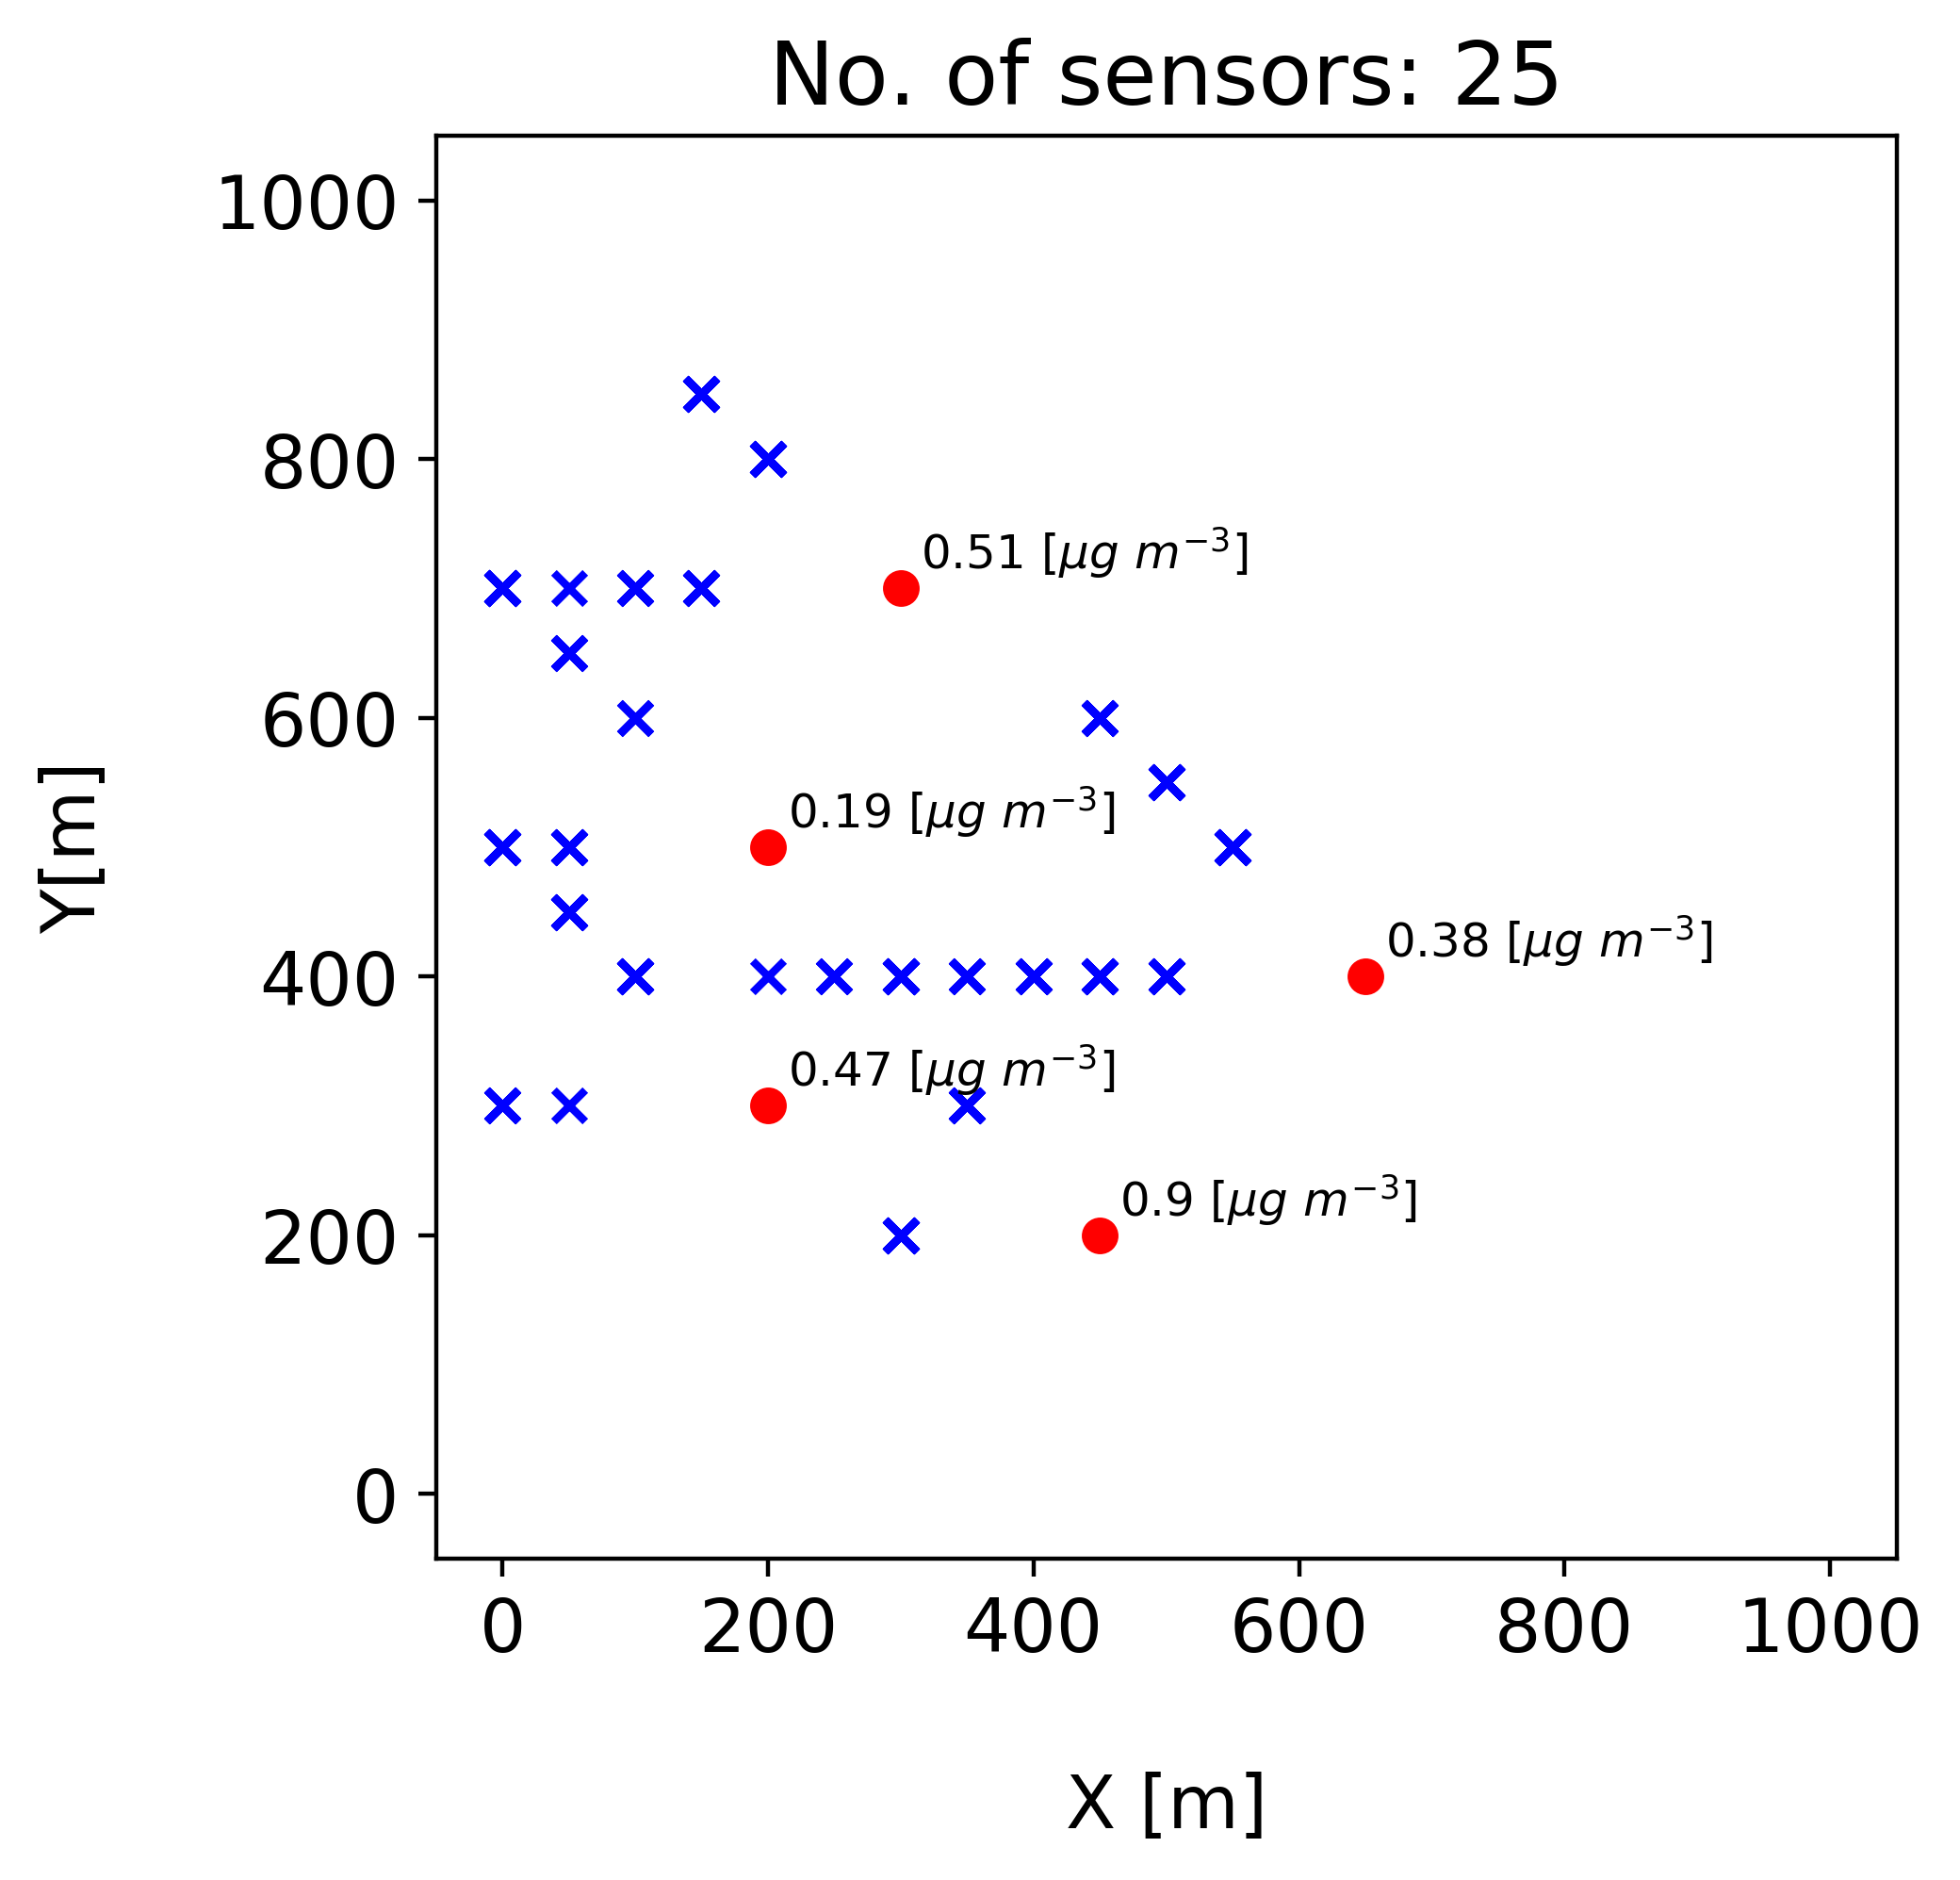 No. of sensors: 25
1000
800
600
400
200
0
Y[m]
0.51 [μg m⁻³]
0.19 [μg m⁻³]
0.38 [μg m⁻³]
0.47 [μg m⁻³]
0.9 [μg m⁻³]
0 200 400 600 800 1000
X [m]